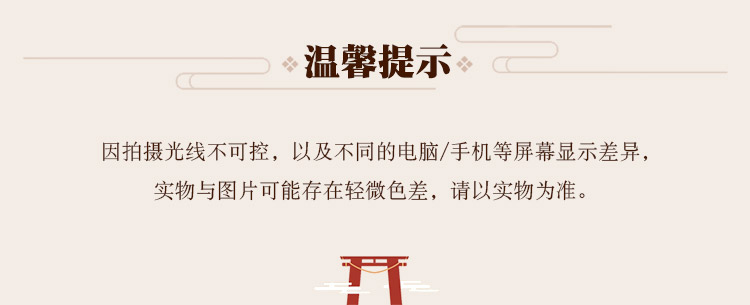 温馨提示
因拍摄光线不可控，以及不同的电脑/手机等屏幕显示差异，
实物与图片可能存在轻微色差，请以实物为准。